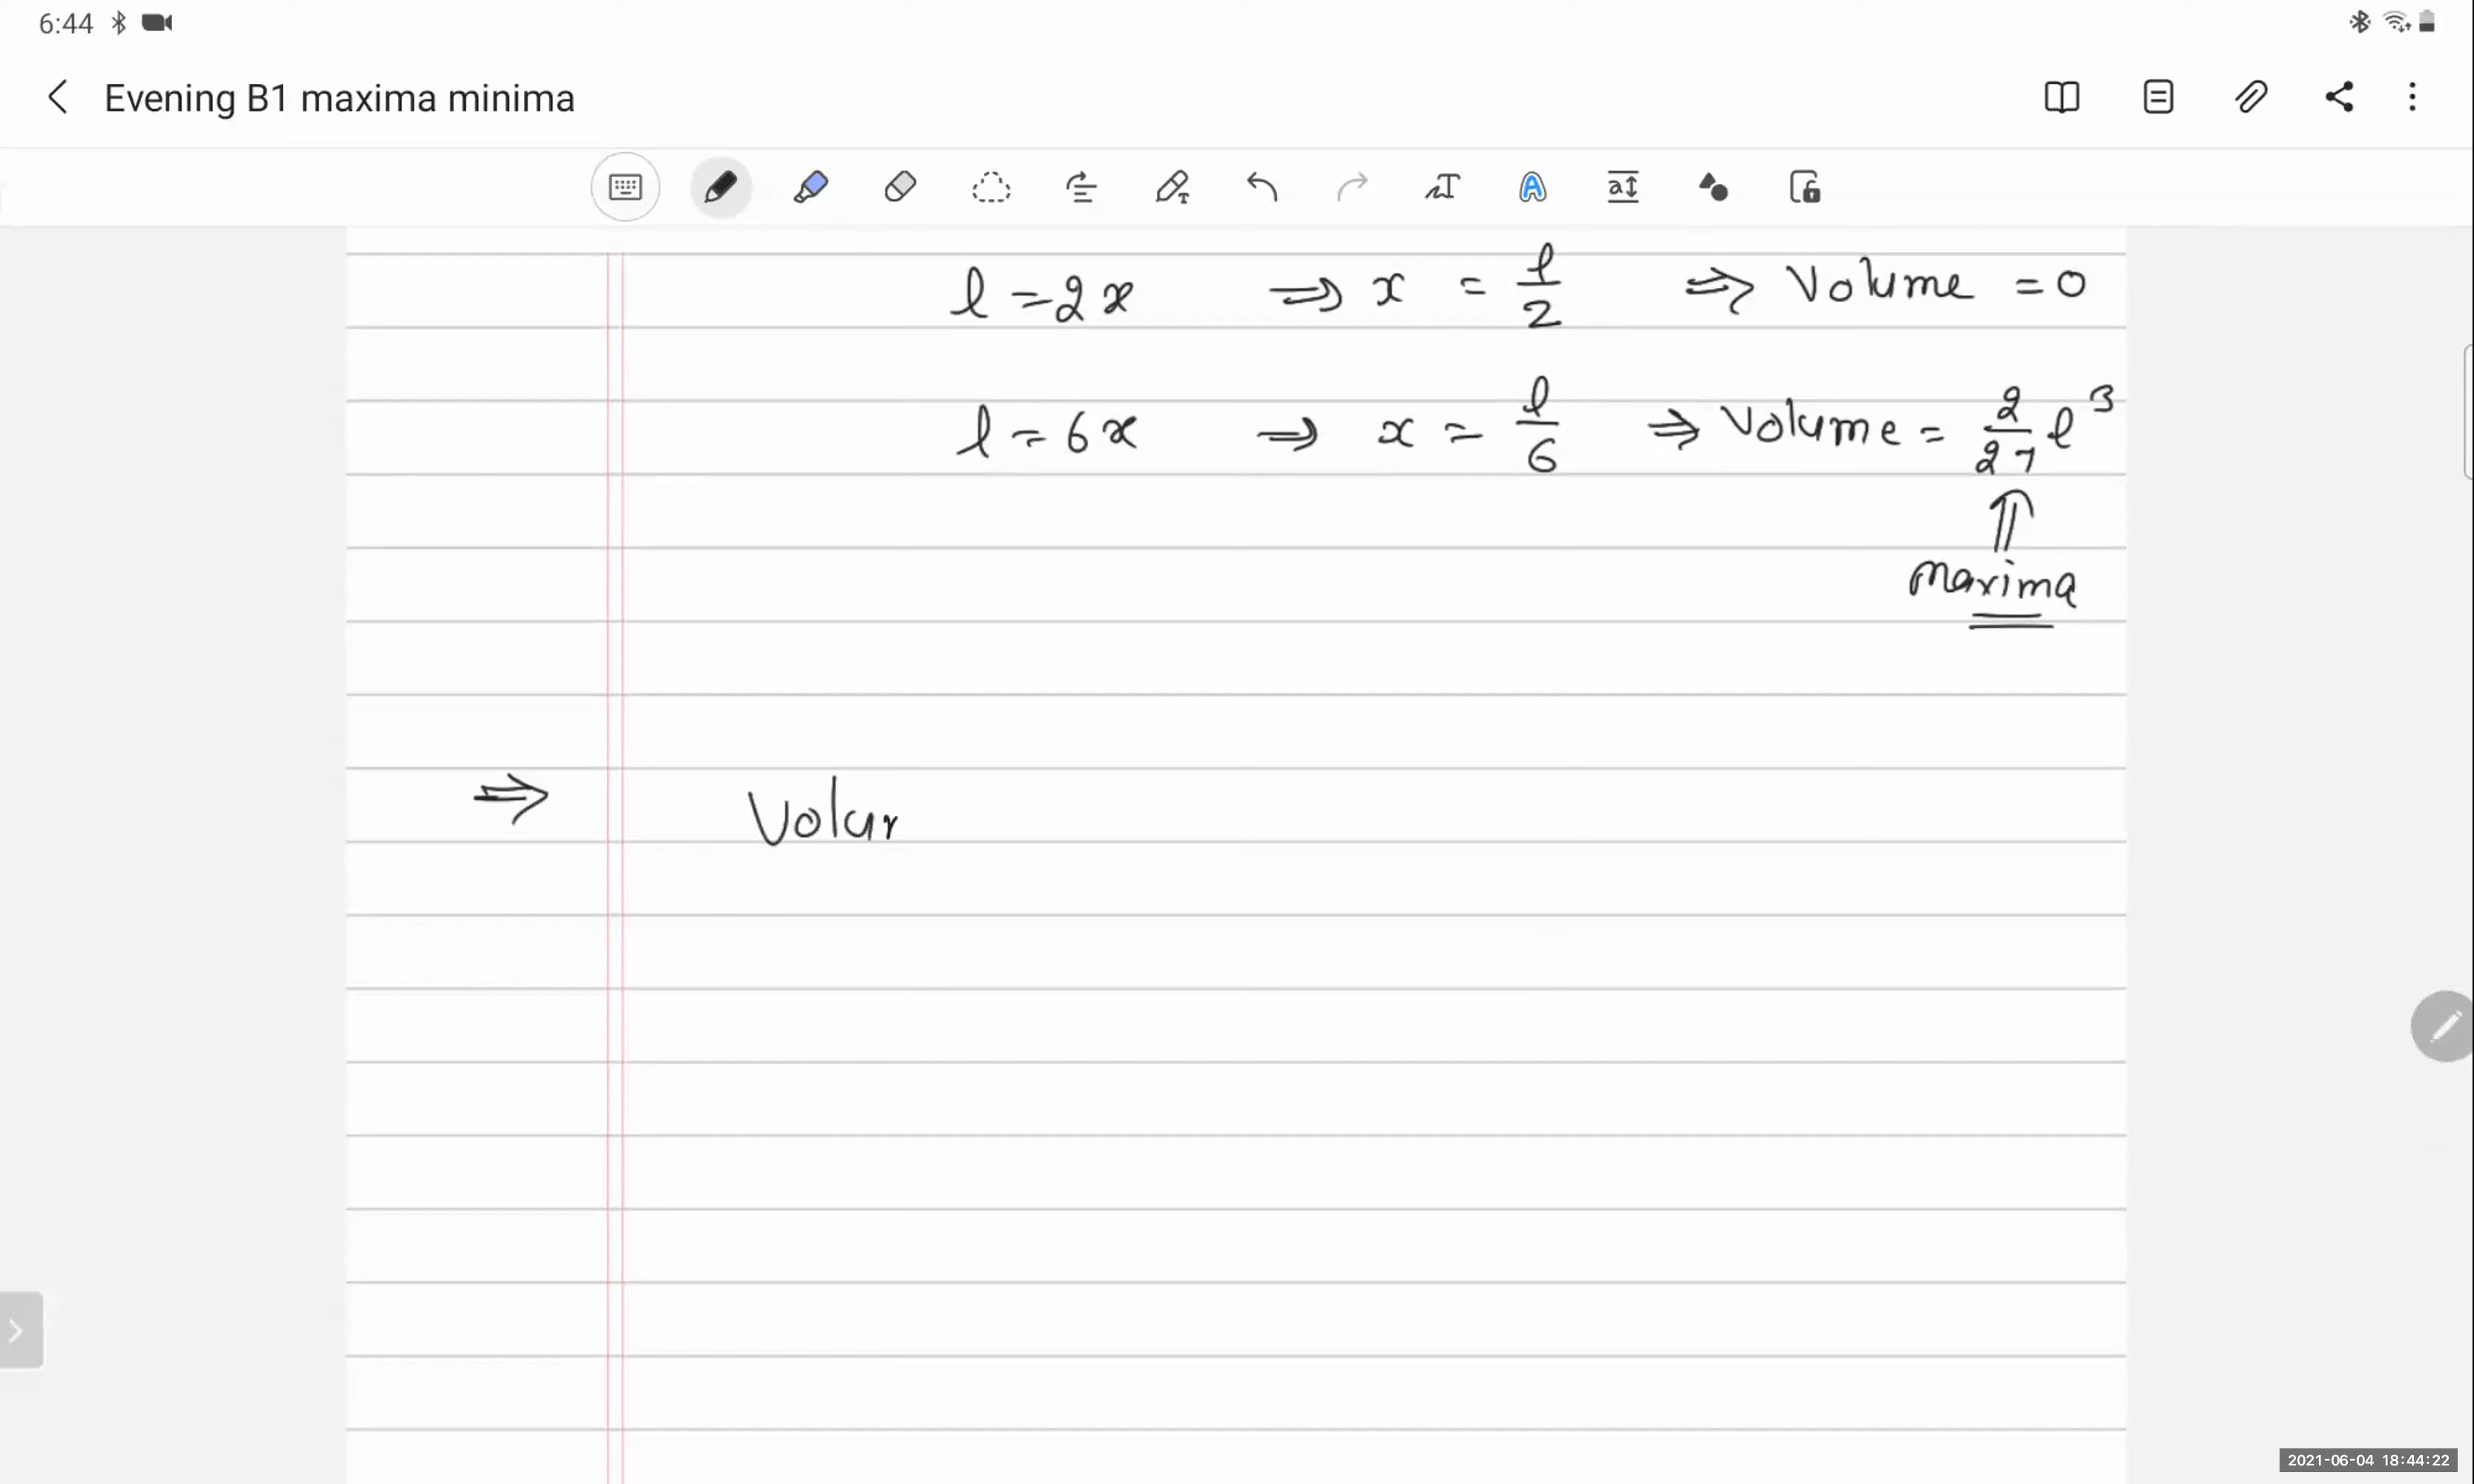 6:44
Evening B1 maxima minima
l = 2x ⇒ x = l/2 ⇒ Volume = 0
l = 6x ⇒ x = l/6 ⇒ Volume = 2/27 l³
⇑
maxima
⇒ Volur
2021-06-04 18:44:22